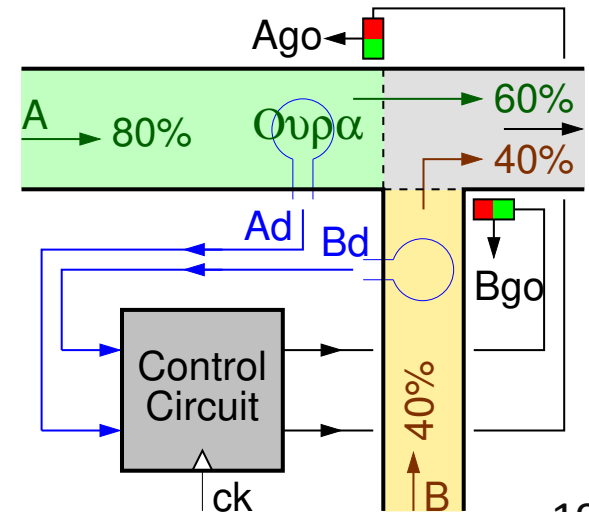 Ago
A
80%
Ουρα
60%
40%
Ad
Bd
Bgo
Control
Circuit
40%
ck
B